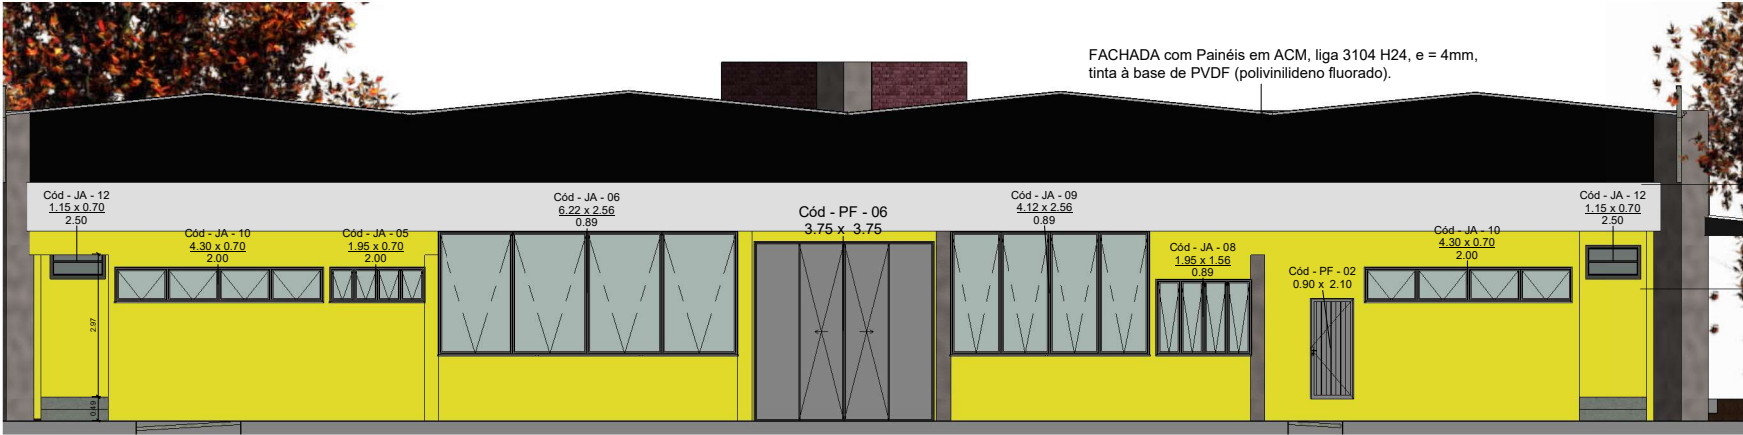 FACHADA com Painéis em ACM, liga 3104 H24, e = 4mm,
tinta à base de PVDF (polivinilideno fluorado).
Cód - JA - 12
1.15 x 0.70
2.50
Cód - JA - 10
4.30 x 0.70
2.00
Cód - JA - 05
1.95 x 0.70
2.00
Cód - JA - 06
6.22 x 2.56
0.89
Cód - PF - 06
3.75 x 3.75
Cód - JA - 09
4.12 x 2.56
0.89
Cód - JA - 08
1.95 x 1.56
0.89
Cód - PF - 02
0.90 x 2.10
Cód - JA - 10
4.30 x 0.70
2.00
Cód - JA - 12
1.15 x 0.70
2.50
2.97
0.49